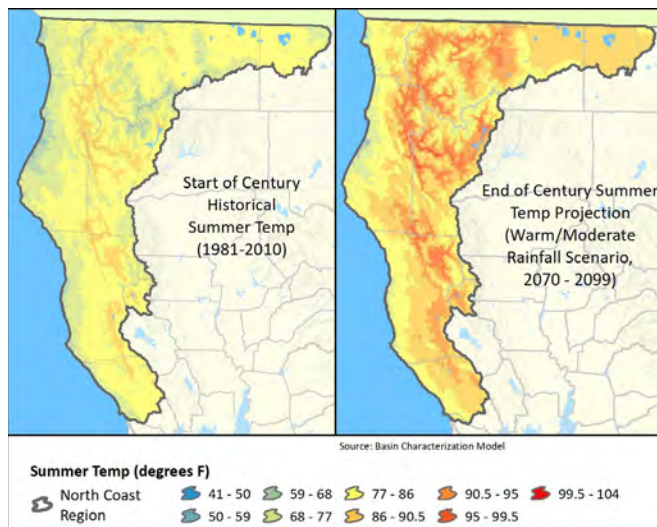 Start of Century
Historical
Summer Temp
(1981-2010)
End of Century Summer
Temp Projection
(Warm/Moderate
Rainfall Scenario,
2070 - 2099)
Source: Basin Characterization Model
Summer Temp (degrees F)
North Coast
Region
41 - 50
59 - 68
77 - 86
90.5 - 95
99.5 - 104
50 - 59
68 - 77
86 - 90.5
95 - 99.5